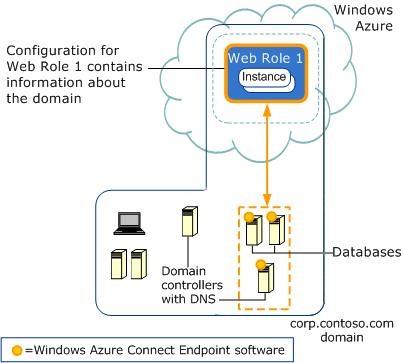 Windows
Azure
Configuration for
Web Role 1 contains
information about
the domain
Web Role 1
Instance
Databases
Domain
controllers
with DNS
corp.contoso.com
domain
=Windows Azure Connect Endpoint software